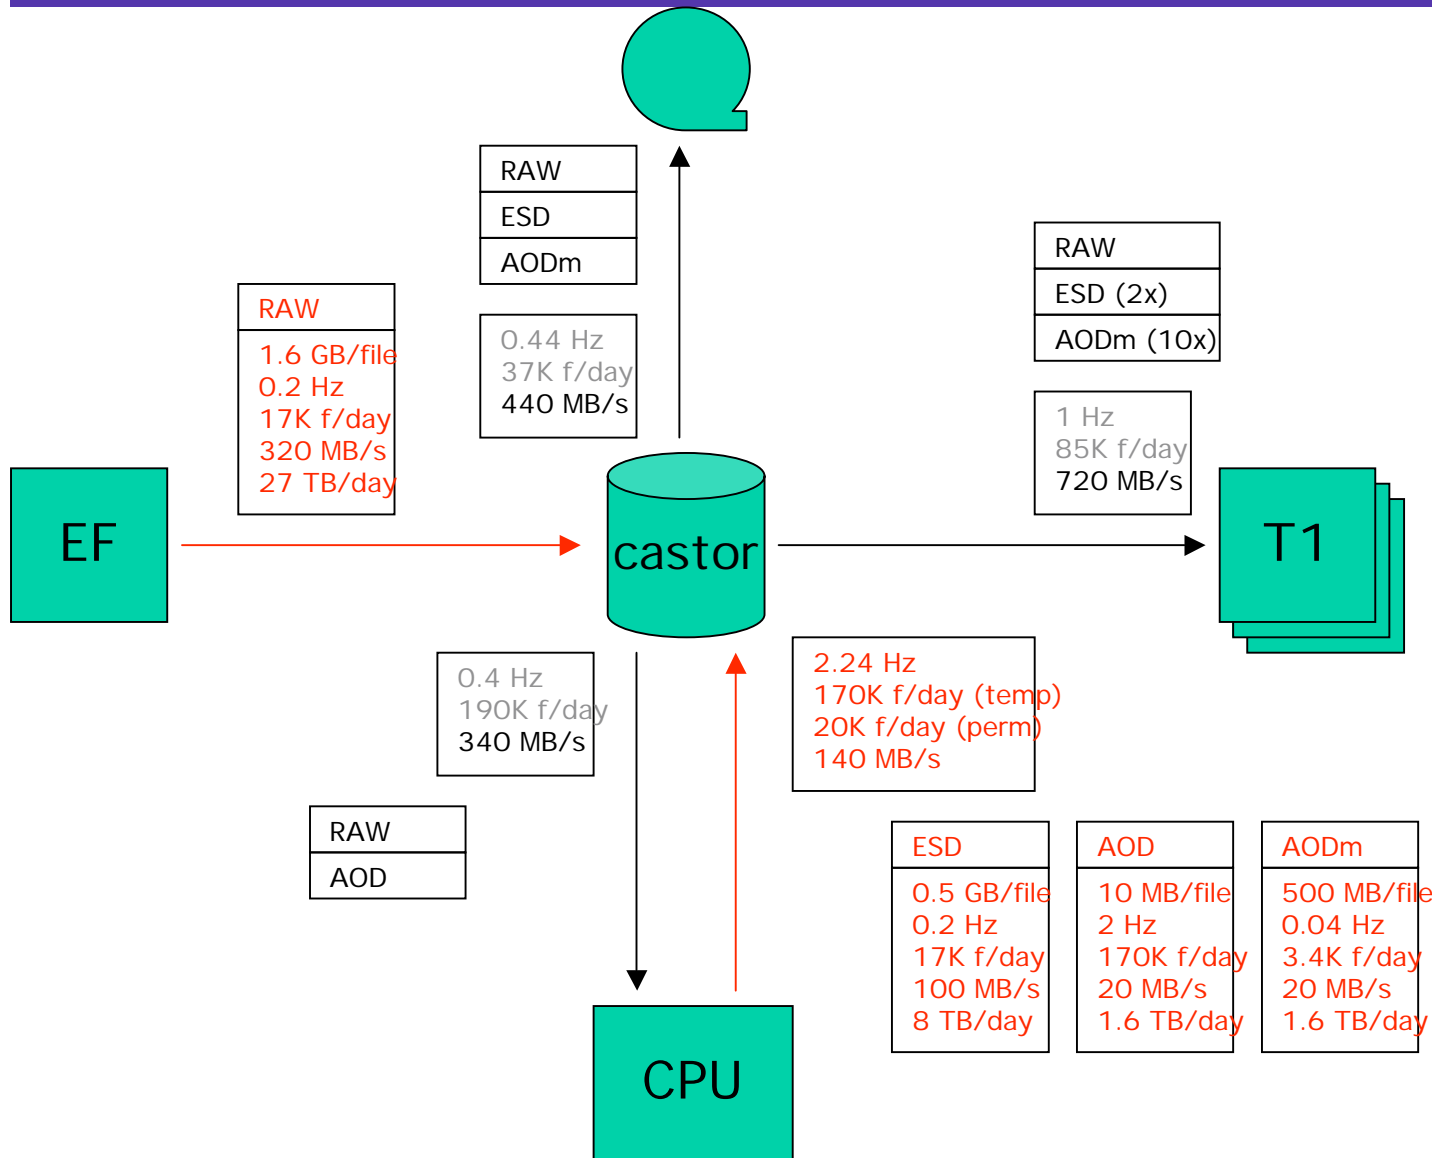 RAW
ESD
AODm
0.44 Hz
37K f/day
440 MB/s
RAW
1.6 GB/file
0.2 Hz
17K f/day
320 MB/s
27 TB/day
RAW
ESD (2x)
AODm (10x)
1 Hz
85K f/day
720 MB/s
EF
castor
T1
0.4 Hz
190K f/day
340 MB/s
2.24 Hz
170K f/day (temp)
20K f/day (perm)
140 MB/s
RAW
AOD
ESD
0.5 GB/file
0.2 Hz
17K f/day
100 MB/s
8 TB/day
AOD
10 MB/file
2 Hz
170K f/day
20 MB/s
1.6 TB/day
AODm
500 MB/file
0.04 Hz
3.4K f/day
20 MB/s
1.6 TB/day
CPU